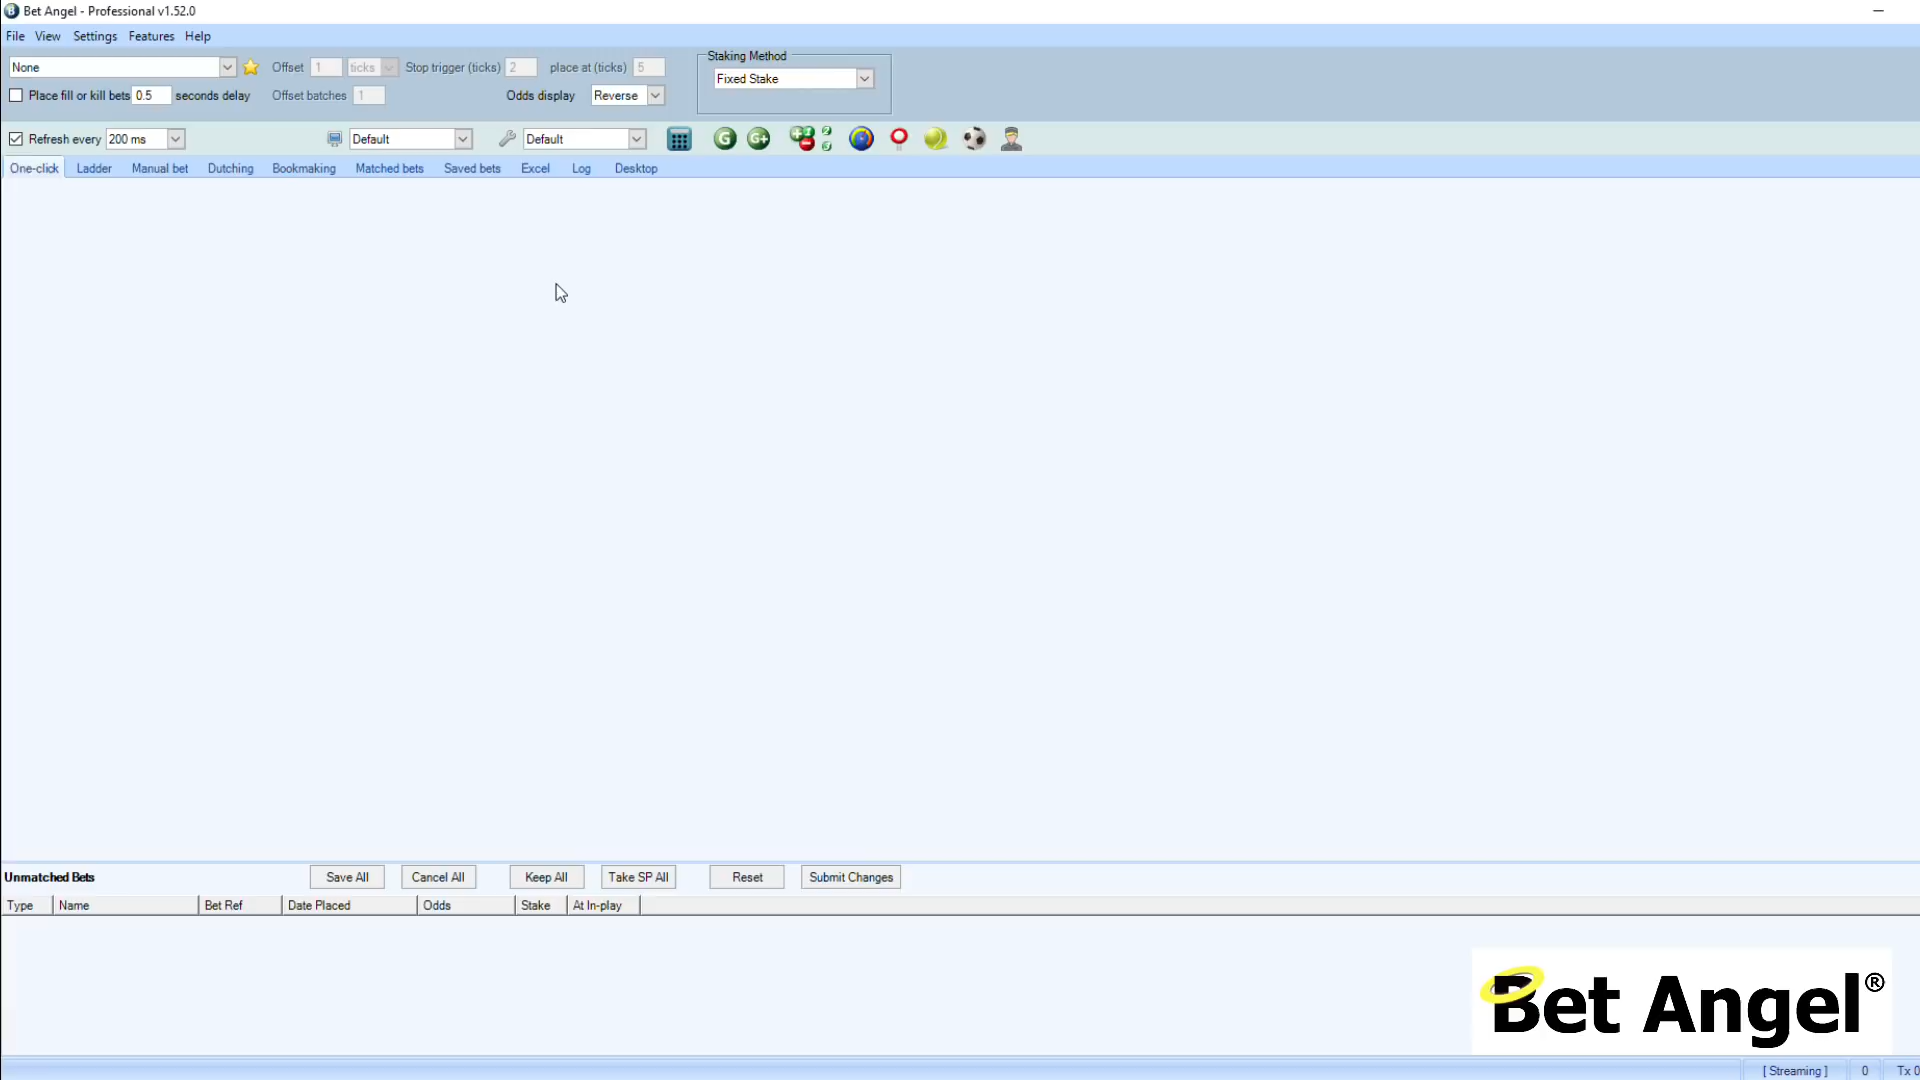 Bet Angel - Professional v1.52.0
File View Settings Features Help
None Offset 1 ticks Stop trigger (ticks) 2 place at (ticks) 5
Staking Method
Fixed Stake
Place fill or kill bets 0.5 seconds delay Offset batches 1 Odds display Reverse
Refresh every 200 ms Default Default G G+
One-click Ladder Manual bet Dutching Bookmaking Matched bets Saved bets Excel Log Desktop
Unmatched Bets Save All Cancel All Keep All Take SP All Reset Submit Changes
Type Name Bet Ref Date Placed Odds Stake At In-play
Bet Angel®
[ Streaming ] 0 Tx 0